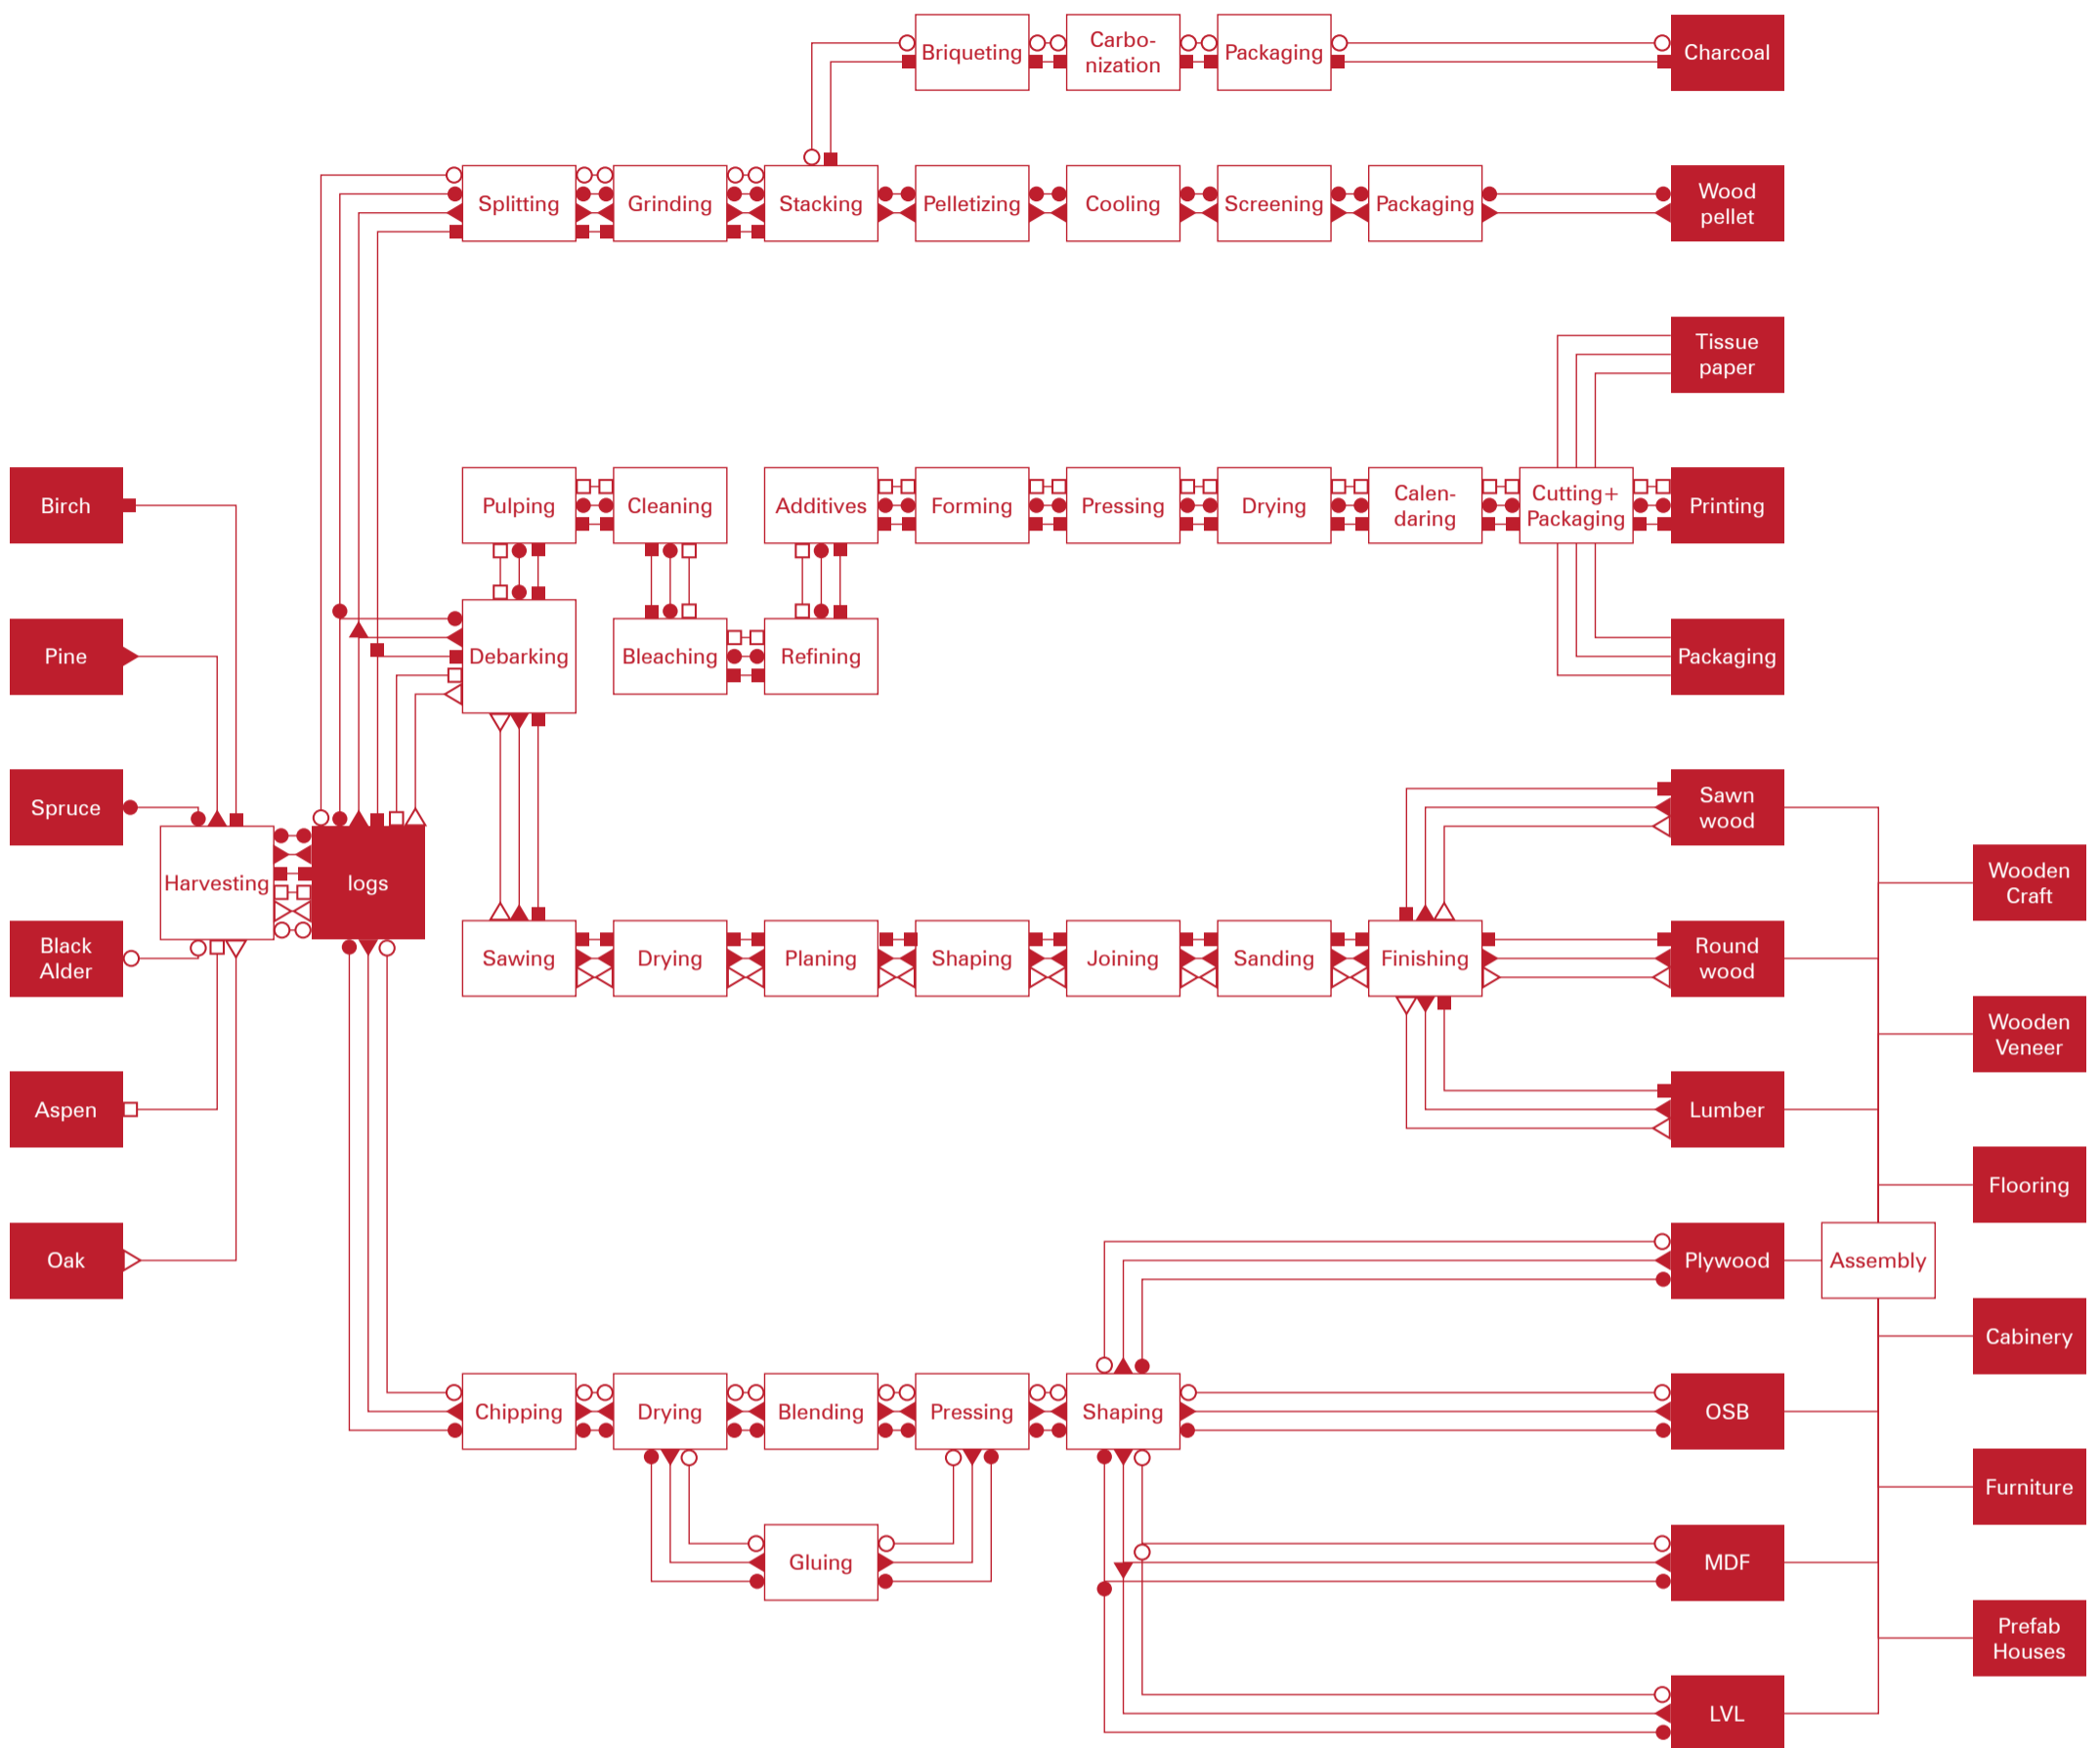 Briqueting
Carbo-
nization
Packaging
Charcoal
Splitting
Grinding
Stacking
Pelletizing
Cooling
Screening
Packaging
Wood
pellet
Tissue
paper
Birch
Pulping
Cleaning
Additives
Forming
Pressing
Drying
Calen-
daring
Cutting+
Packaging
Printing
Pine
Debarking
Bleaching
Refining
Packaging
Spruce
Sawn
wood
Harvesting
logs
Wooden
Craft
Black
Alder
Sawing
Drying
Planing
Shaping
Joining
Sanding
Finishing
Round
wood
Wooden
Veneer
Aspen
Lumber
Flooring
Oak
Plywood
Assembly
Cabinery
Chipping
Drying
Blending
Pressing
Shaping
OSB
Furniture
Gluing
MDF
Prefab
Houses
LVL